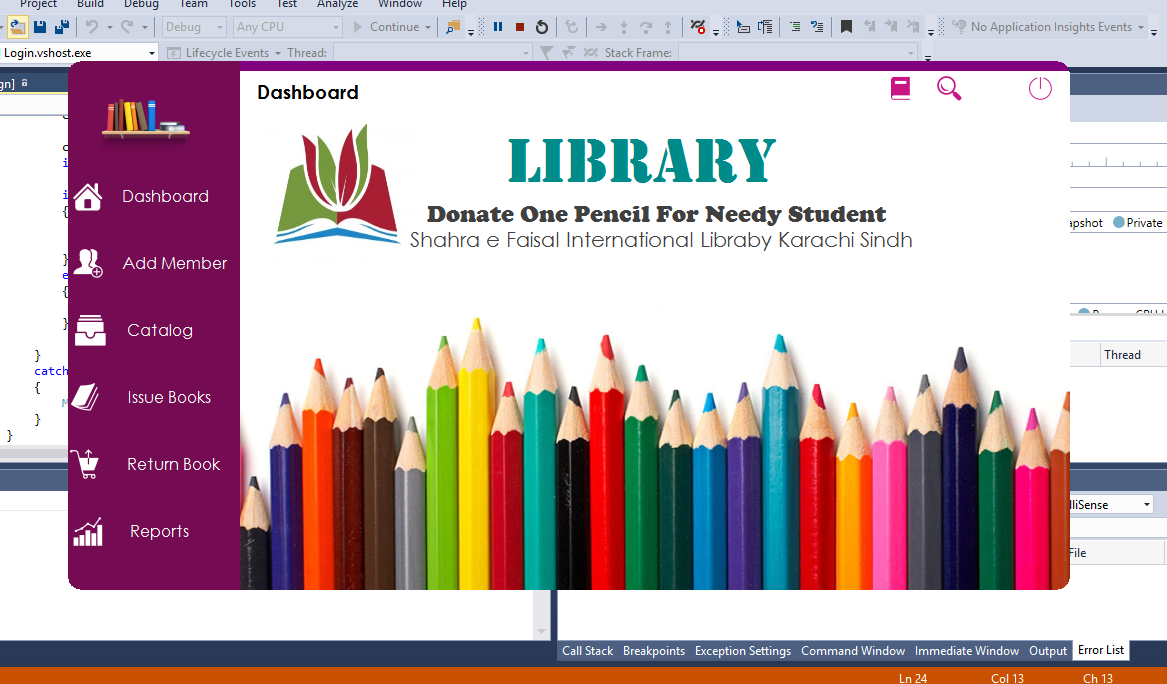 Project Build Debug Team Tools Test Analyze Window Help
Debug Any CPU Continue No Application Insights Events
Login.vshost.exe Lifecycle Events Thread: Stack Frame:
gn]
Dashboard
LIBRARY
Donate One Pencil For Needy Student
Shahra e Faisal International Libraby Karachi Sindh
Dashboard
Add Member
Catalog
Issue Books
Return Book
Reports
{
}
{
}
}
catch
{
M
}
}
apshot Private
Thread
lliSense
File
Call Stack Breakpoints Exception Settings Command Window Immediate Window Output Error List
Ln 24 Col 13 Ch 13